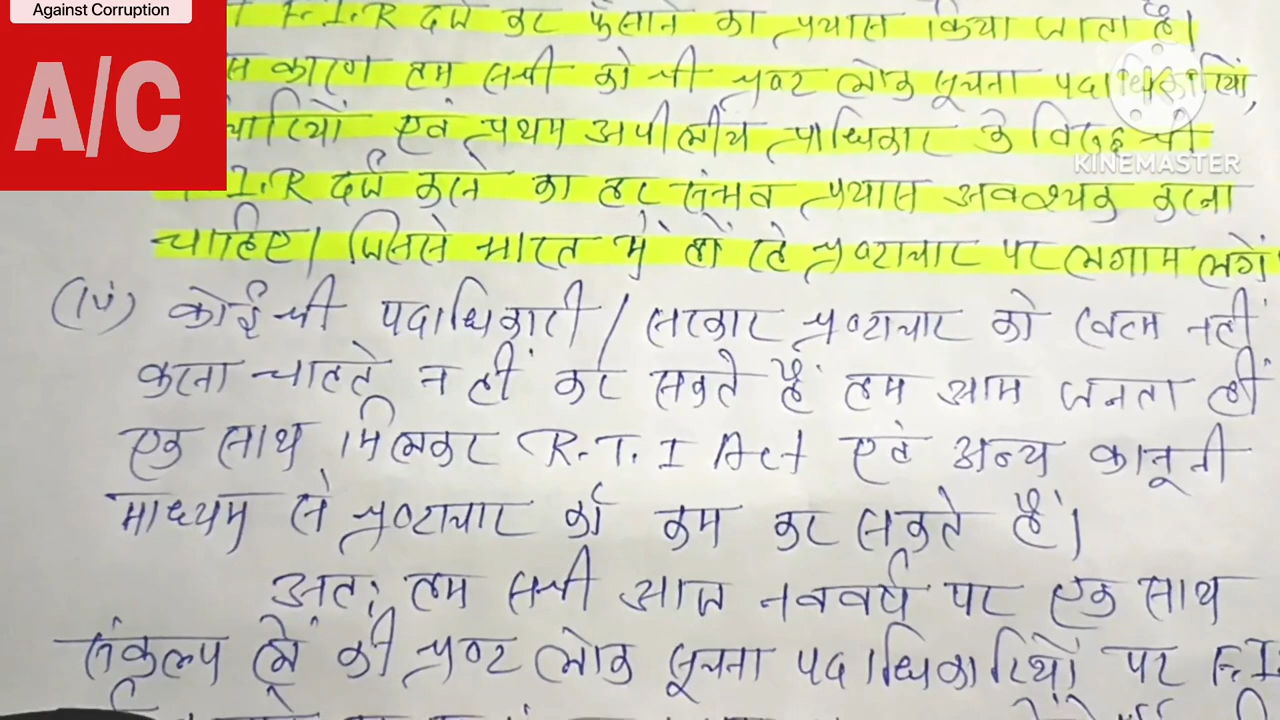 Against Corruption
A/C
F.I.R दर्ज कर फँसाने का प्रयास किया जाता है।
कारण हम सभी को भी भ्रष्ट लोक सूचना पदाधिकारियों,
एवं प्रथम अपीलीय प्राधिकार के विरुद्ध भी
KINEMASTER
F.I.R दर्ज करने का हर संभव प्रयास अवश्यक करना
चाहिए। जिससे भारत में हों रहे भ्रष्टाचार पर लगाम लगें
(iv) कोई भी पदाधिकारी / सरकार भ्रष्टाचार को खत्म नहीं
करना चाहते नहीं कर सकते हैं हम आम जनता हीं
एक साथ मिलकर R.T.I Act एवं अन्य कानूनी
माध्यम से भ्रष्टाचार कों कम कर सकते हैं।
अतः हम सभी आज नववर्ष पर एक साथ
संकल्प लें की भ्रष्ट लोक सूचना पदाधिकारियों पर F.I